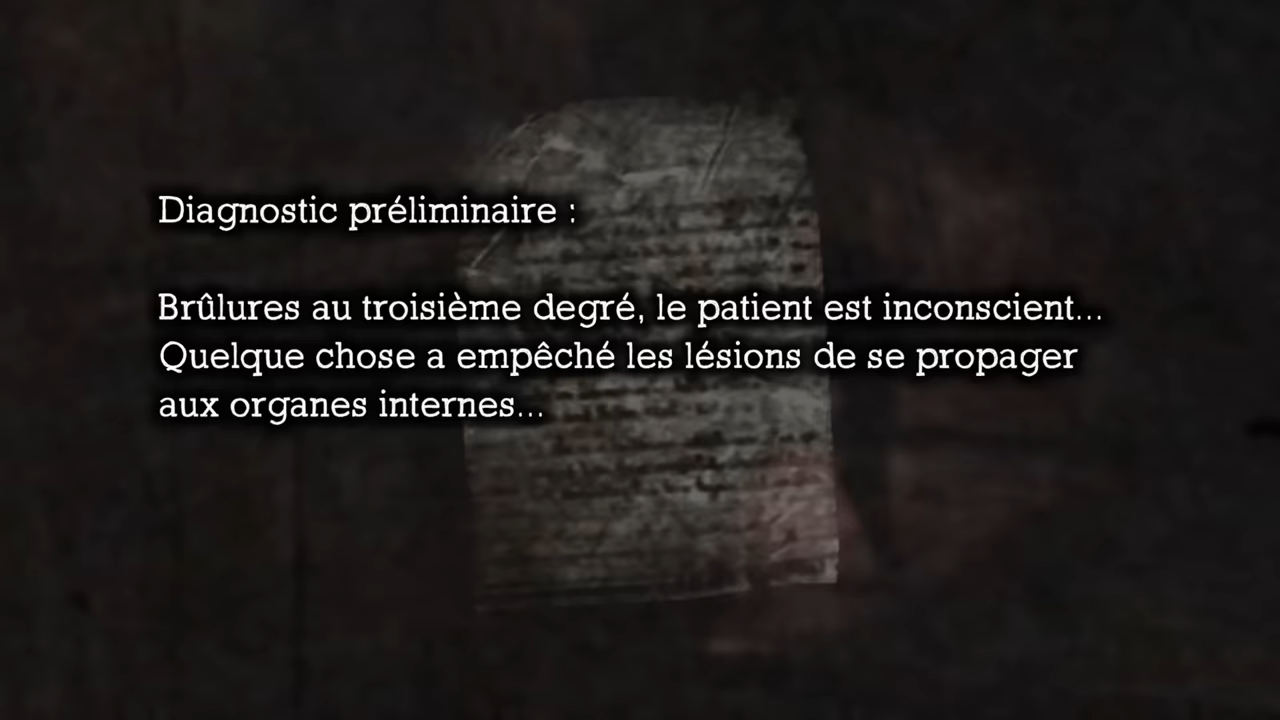 Diagnostic préliminaire :
Brûlures au troisième degré, le patient est inconscient...
Quelque chose a empêché les lésions de se propager
aux organes internes...